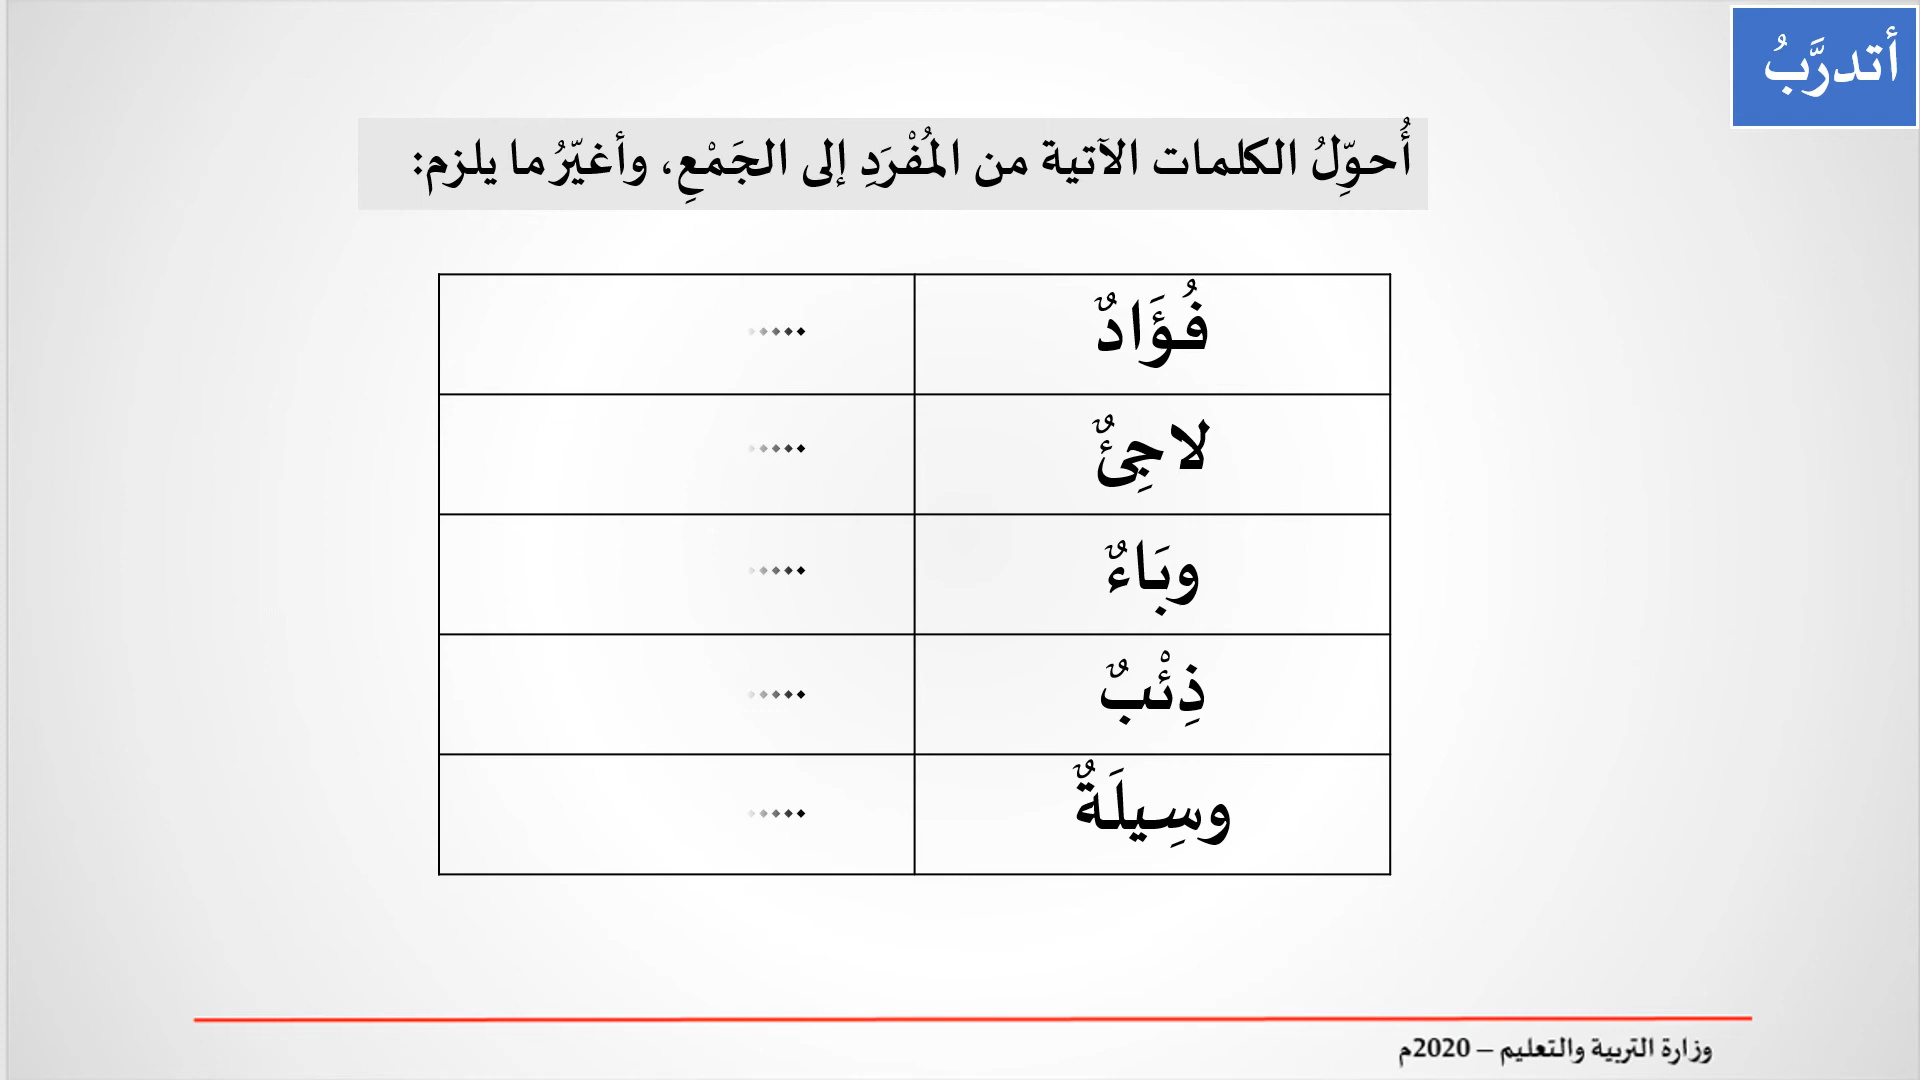 أتدرَّبُ
أُحوِّلُ الكلمات الآتية من المُفْرَدِ إلى الجَمْعِ، وأغيّرُ ما يلزم:
فُؤَادٌ .....
لاجِئٌ .....
وبَاءٌ .....
ذِئْبٌ .....
وسِيلَةٌ .....
وزارة التربية والتعليم – 2020م